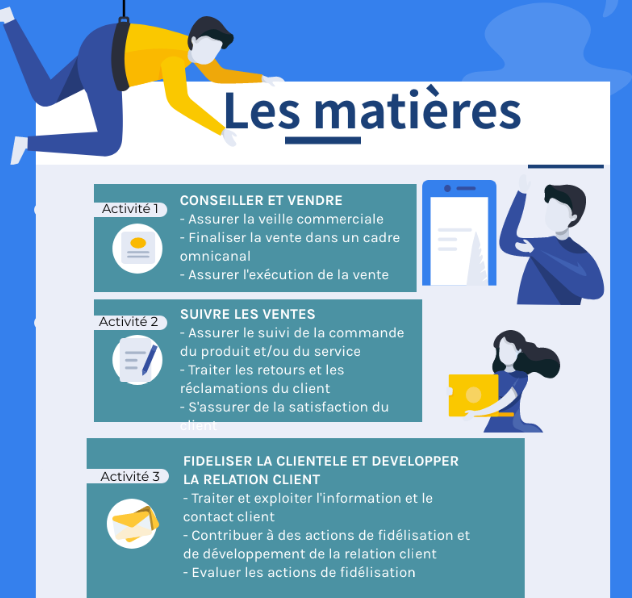 Les matières
Activité 1
CONSEILLER ET VENDRE
- Assurer la veille commerciale
- Finaliser la vente dans un cadre
omnicanal
- Assurer l'exécution de la vente
Activité 2
SUIVRE LES VENTES
- Assurer le suivi de la commande
du produit et/ou du service
- Traiter les retours et les
réclamations du client
- S'assurer de la satisfaction du
client
Activité 3
FIDELISER LA CLIENTELE ET DEVELOPPER
LA RELATION CLIENT
- Traiter et exploiter l'information et le
contact client
- Contribuer à des actions de fidélisation et
de développement de la relation client
- Evaluer les actions de fidélisation